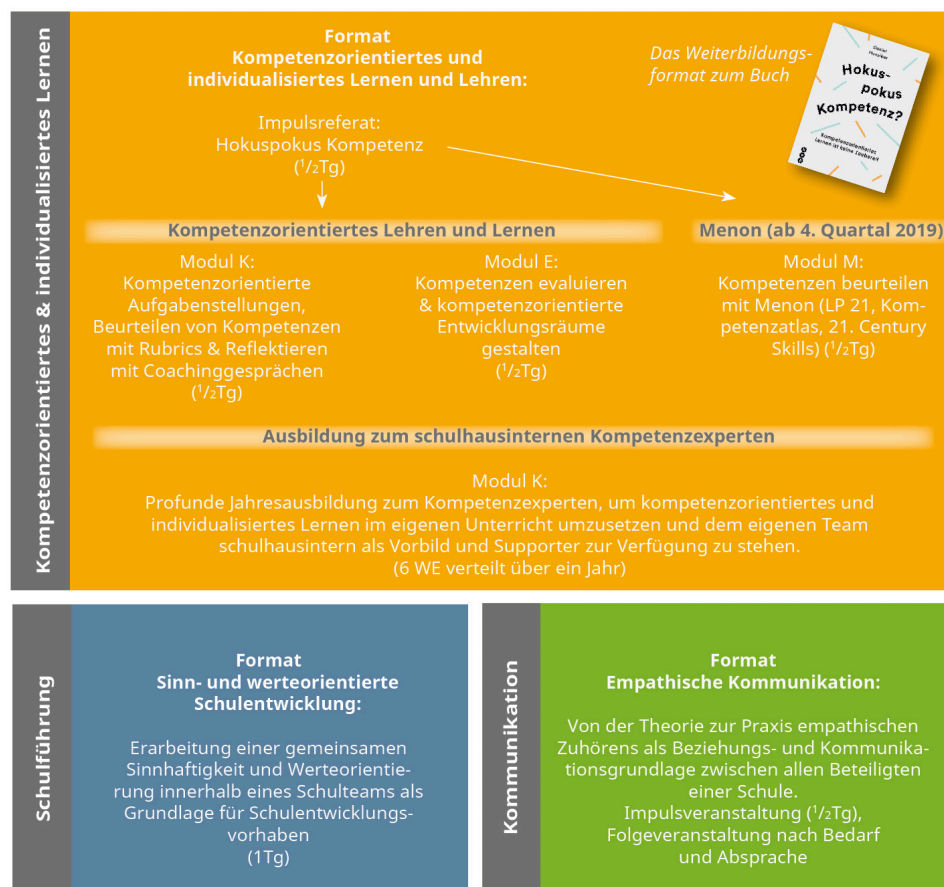 Kompetenzorientiertes & individualisiertes Lernen
Format
Kompetenzorientiertes und
individualisiertes Lernen und Lehren:
Das Weiterbildungs-
format zum Buch
Daniel
Hunziker
Hokus-
pokus
Kompetenz?
Kompetenzorientiertes
Lernen ist keine Zauberei
Impulsreferat:
Hokuspokus Kompetenz
(¹/₂Tg)
Kompetenzorientiertes Lehren und Lernen
Modul K:
Kompetenzorientierte
Aufgabenstellungen,
Beurteilen von Kompetenzen
mit Rubrics & Reflektieren
mit Coachinggesprächen
(¹/₂Tg)
Modul E:
Kompetenzen evaluieren
& kompetenzorientierte
Entwicklungsräume
gestalten
(¹/₂Tg)
Menon (ab 4. Quartal 2019)
Modul M:
Kompetenzen beurteilen
mit Menon (LP 21, Kom-
petenzatlas, 21. Century
Skills) (¹/₂Tg)
Ausbildung zum schulhausinternen Kompetenzexperten
Modul K:
Profunde Jahresausbildung zum Kompetenzexperten, um kompetenzorientiertes und
individualisiertes Lernen im eigenen Unterricht umzusetzen und dem eigenen Team
schulhausintern als Vorbild und Supporter zur Verfügung zu stehen.
(6 WE verteilt über ein Jahr)
Schulführung
Format
Sinn- und werteorientierte
Schulentwicklung:
Erarbeitung einer gemeinsamen
Sinnhaftigkeit und Werteorientie-
rung innerhalb eines Schulteams als
Grundlage für Schulentwicklungs-
vorhaben
(1Tg)
Kommunikation
Format
Empathische Kommunikation:
Von der Theorie zur Praxis empathischen
Zuhörens als Beziehungs- und Kommunika-
tionsgrundlage zwischen allen Beteiligten
einer Schule.
Impulsveranstaltung (¹/₂Tg),
Folgeveranstaltung nach Bedarf
und Absprache